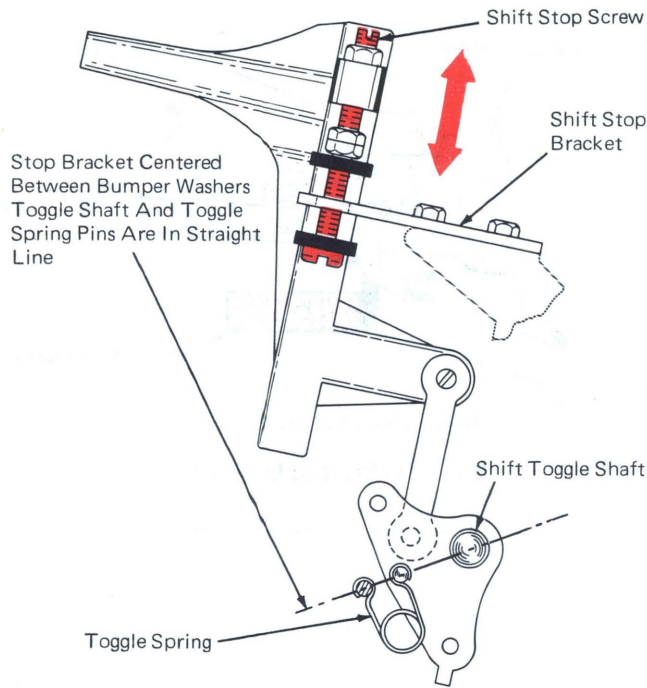 Shift Stop Screw
Shift Stop
Bracket
Stop Bracket Centered
Between Bumper Washers
Toggle Shaft And Toggle
Spring Pins Are In Straight
Line
Shift Toggle Shaft
Toggle Spring